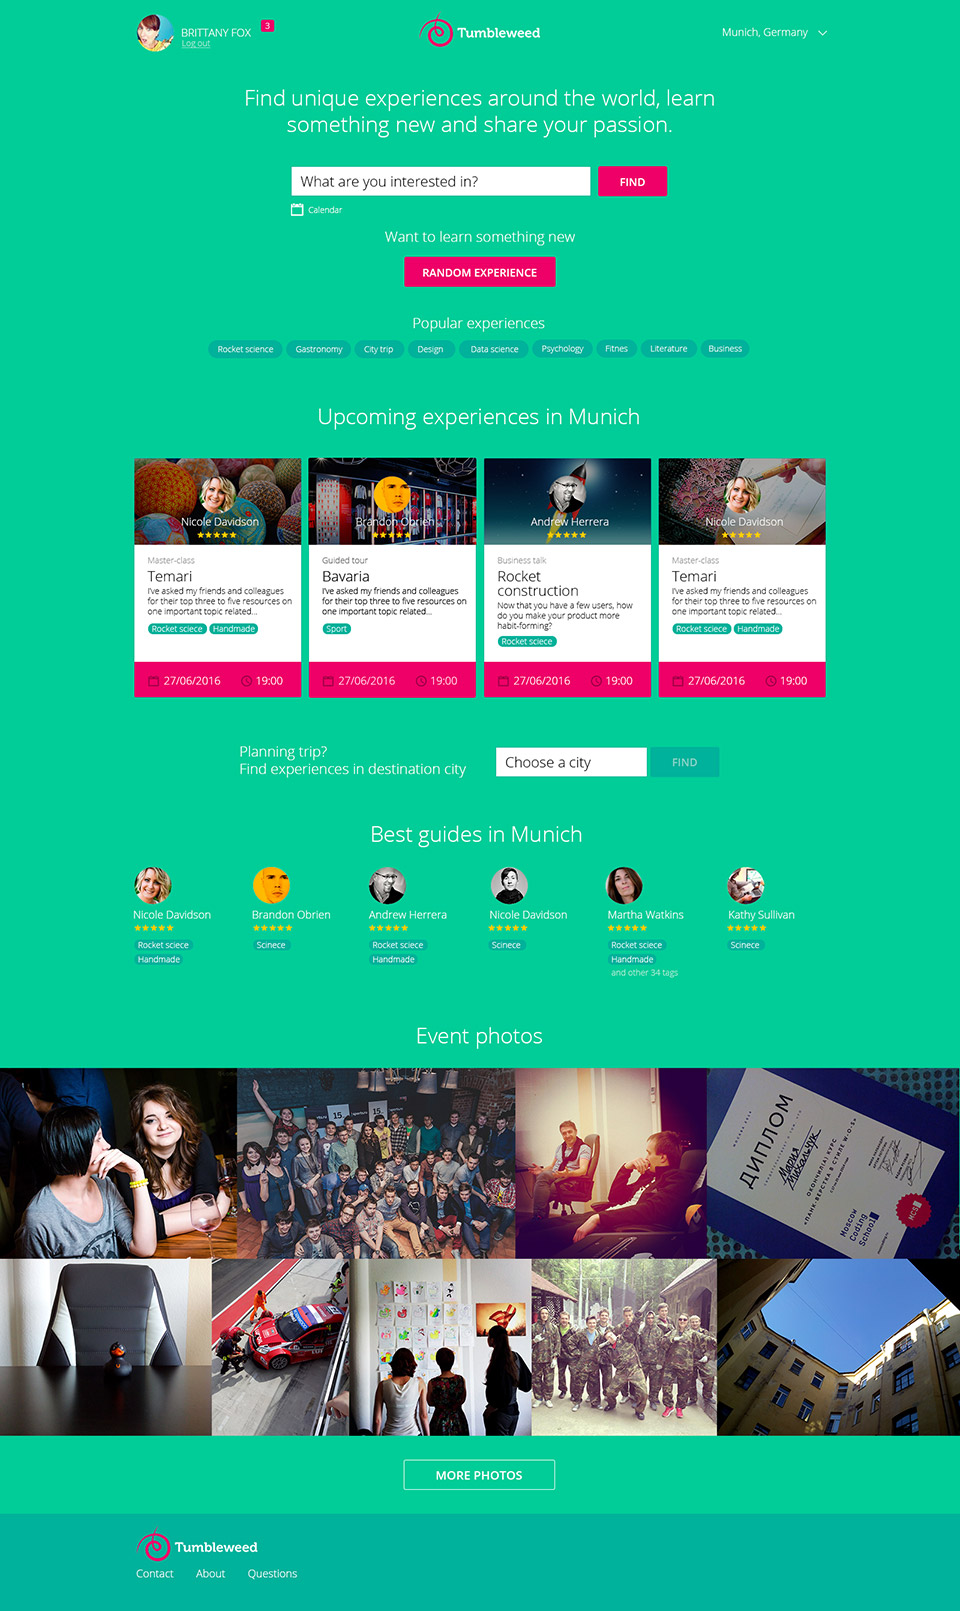 BRITTANY FOX
3
Log out
Tumbleweed
Munich, Germany
Find unique experiences around the world, learn
something new and share your passion.
What are you interested in?
FIND
Calendar
Want to learn something new
RANDOM EXPERIENCE
Popular experiences
Rocket science
Gastronomy
City trip
Design
Data science
Psychology
Fitnes
Literature
Business
Upcoming experiences in Munich
Nicole Davidson
Master-class
Temari
I've asked my friends and colleagues
for their top three to five resources on
one important topic related...
Rocket sciece
Handmade
27/06/2016
19:00
Brandon Obrien
Guided tour
Bavaria
I've asked my friends and colleagues
for their top three to five resources on
one important topic related...
Sport
27/06/2016
19:00
Andrew Herrera
Business talk
Rocket
construction
Now that you have a few users, how
do you make your product more
habit-forming?
Rocket sciece
27/06/2016
19:00
Nicole Davidson
Master-class
Temari
I've asked my friends and colleagues
for their top three to five resources on
one important topic related...
Rocket sciece
Handmade
27/06/2016
19:00
Planning trip?
Find experiences in destination city
Choose a city
FIND
Best guides in Munich
Nicole Davidson
Rocket sciece
Handmade
Brandon Obrien
Scinece
Andrew Herrera
Rocket sciece
Handmade
Nicole Davidson
Scinece
Martha Watkins
Rocket sciece
Handmade
and other 34 tags
Kathy Sullivan
Scinece
Event photos
15.
15.
ДИПЛОМ
Мария
Михальчук
ОКОНЧИЛ(А) КУРС
«ПАНК-ВЕРСТКА В СТИЛЕ W-O-S»
Moscow
Coding
School
MCS
MORE PHOTOS
Tumbleweed
Contact
About
Questions